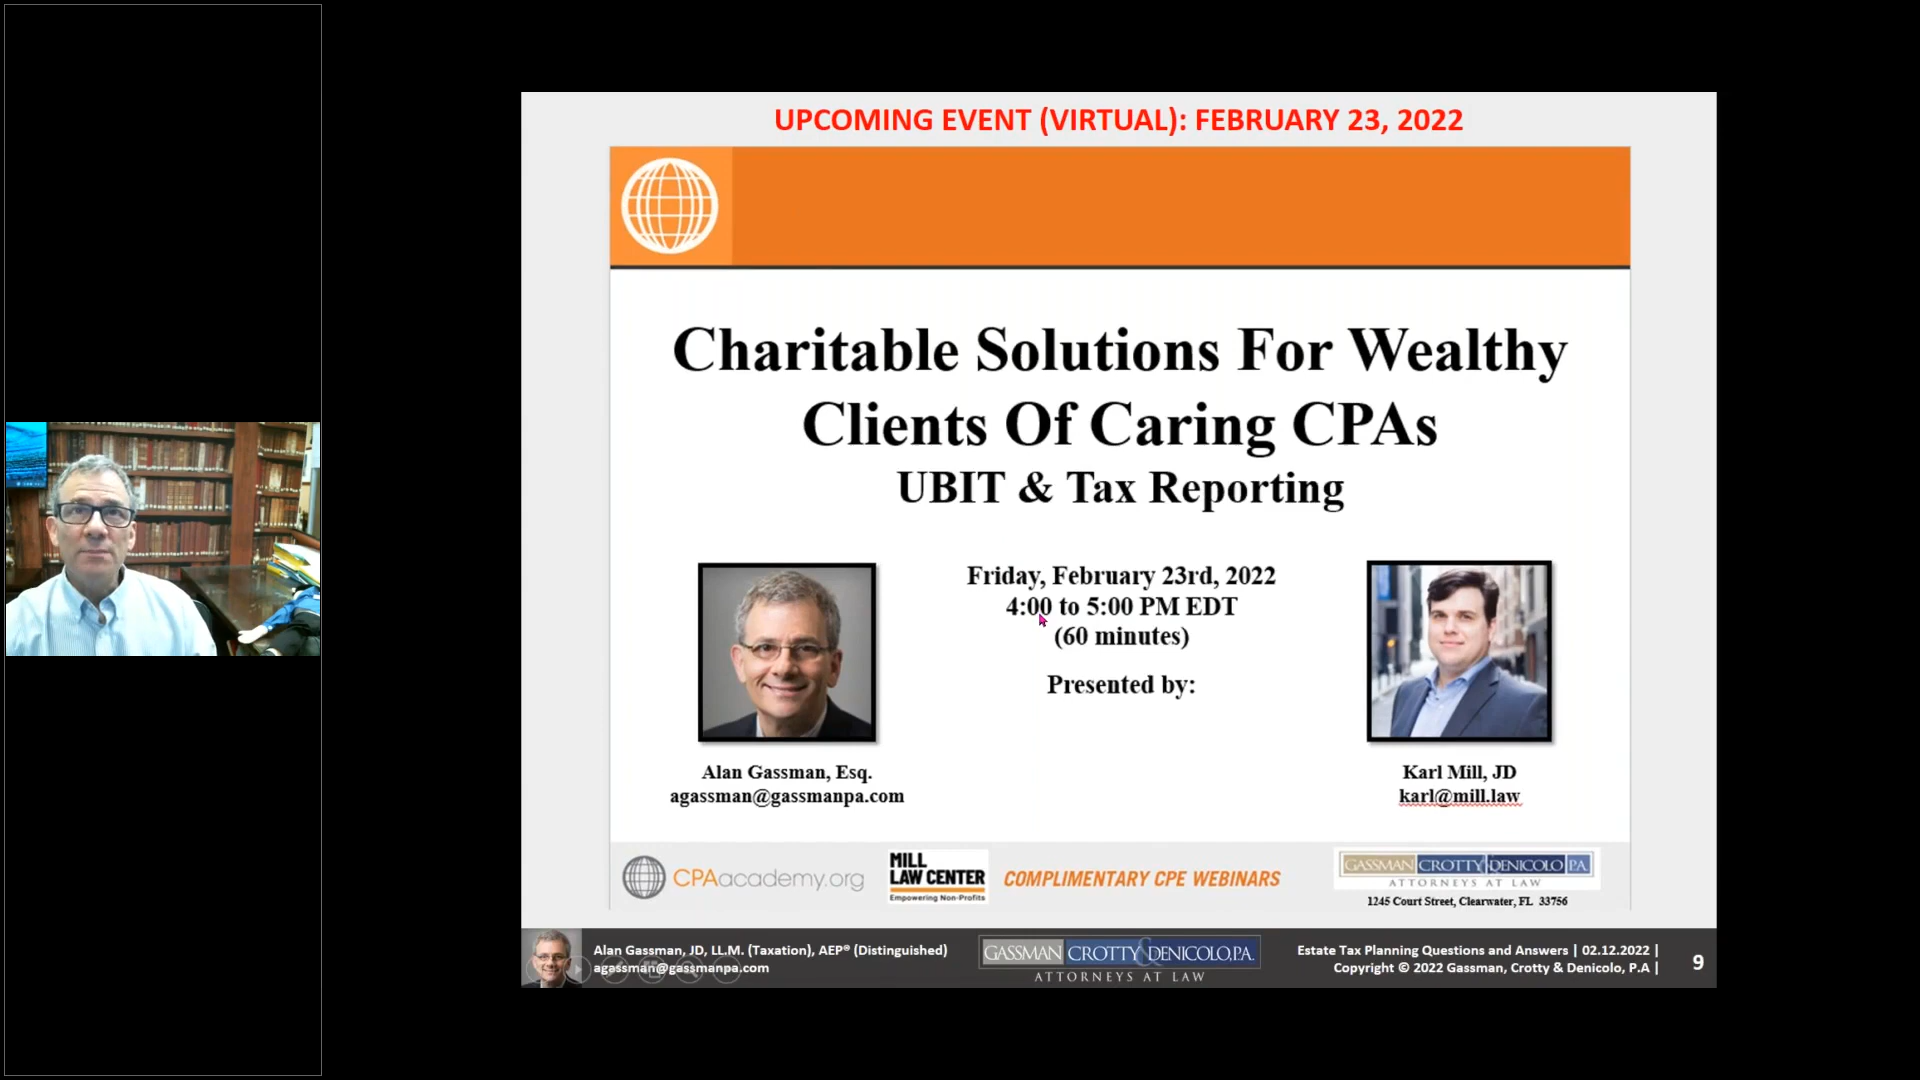 UPCOMING EVENT (VIRTUAL): FEBRUARY 23, 2022
Charitable Solutions For Wealthy
Clients Of Caring CPAs
UBIT & Tax Reporting
Friday, February 23rd, 2022
4:00 to 5:00 PM EDT
(60 minutes)
Presented by:
Alan Gassman, Esq.
agassman@gassmanpa.com
Karl Mill, JD
karl@mill.law
CPAacademy.org
MILL
LAW CENTER
Empowering Non-Profits
COMPLIMENTARY CPE WEBINARS
GASSMAN CROTTY & DENICOLO PA
ATTORNEYS AT LAW
1245 Court Street, Clearwater, FL 33756
Alan Gassman, JD, LL.M. (Taxation), AEP® (Distinguished)
agassman@gassmanpa.com
GASSMAN CROTTY & DENICOLO, P.A.
ATTORNEYS AT LAW
Estate Tax Planning Questions and Answers | 02.12.2022 |
Copyright © 2022 Gassman, Crotty & Denicolo, P.A |
9